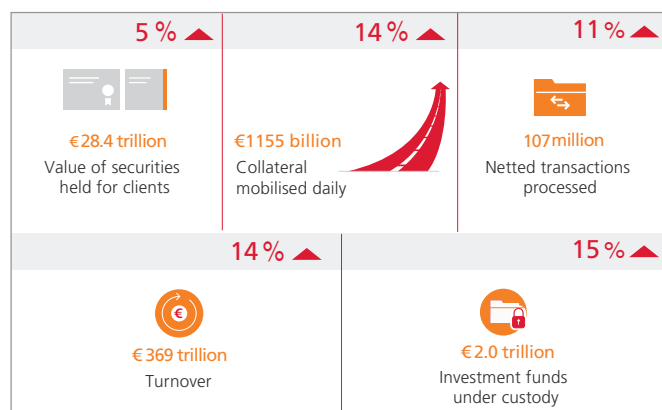 5 %
14 %
11 %
€28.4 trillion
Value of securities
held for clients
€1155 billion
Collateral
mobilised daily
107 million
Netted transactions
processed
14 %
15 %
€
€369 trillion
Turnover
€2.0 trillion
Investment funds
under custody